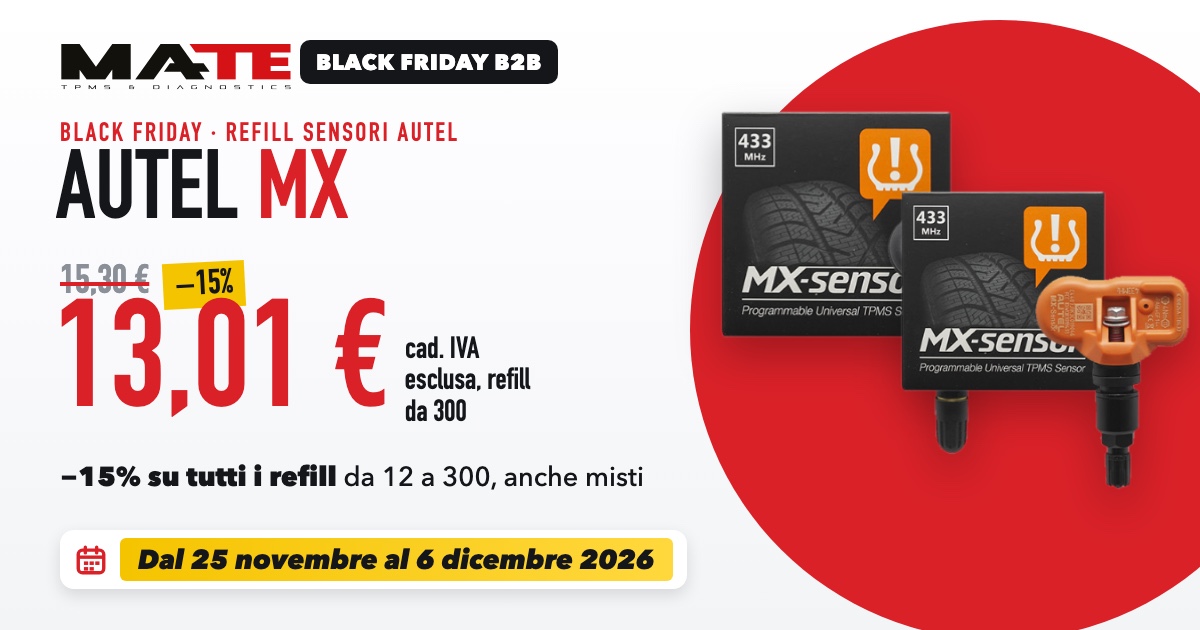 MATE
TPMS & DIAGNOSTICS
BLACK FRIDAY B2B
BLACK FRIDAY · REFILL SENSORI AUTEL
AUTEL MX
15,30 €
−15%
13,01 €
cad. IVA
esclusa, refill
da 300
−15% su tutti i refill da 12 a 300, anche misti
Dal 25 novembre al 6 dicembre 2026
433
MHz
MX-senso
Programmable Universal TPMS S
433
MHz
MX-sensor
Programmable Universal TPMS Sensor